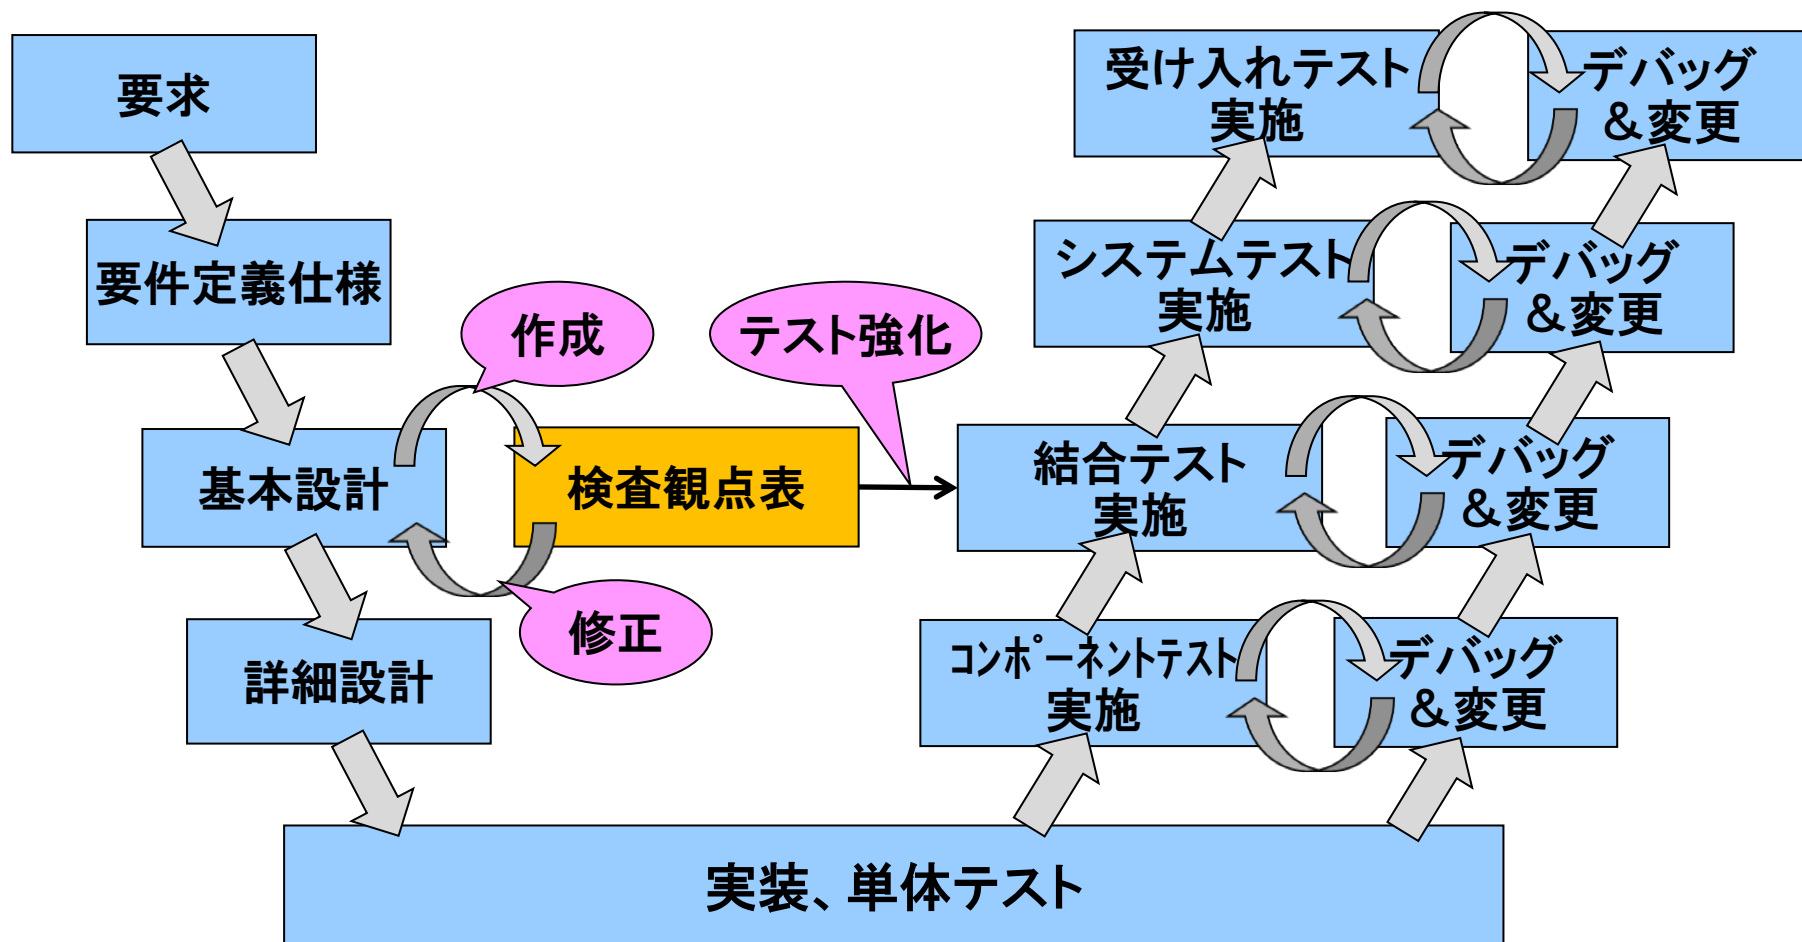 要求
要件定義仕様
基本設計
詳細設計
作成
修正
検査観点表
テスト強化
実装、単体テスト
受け入れテスト
実施
デバッグ
＆変更
システムテスト
実施
デバッグ
＆変更
結合テスト
実施
デバッグ
＆変更
ｺﾝﾎﾟｰﾈﾝﾄﾃｽﾄ
実施
デバッグ
＆変更